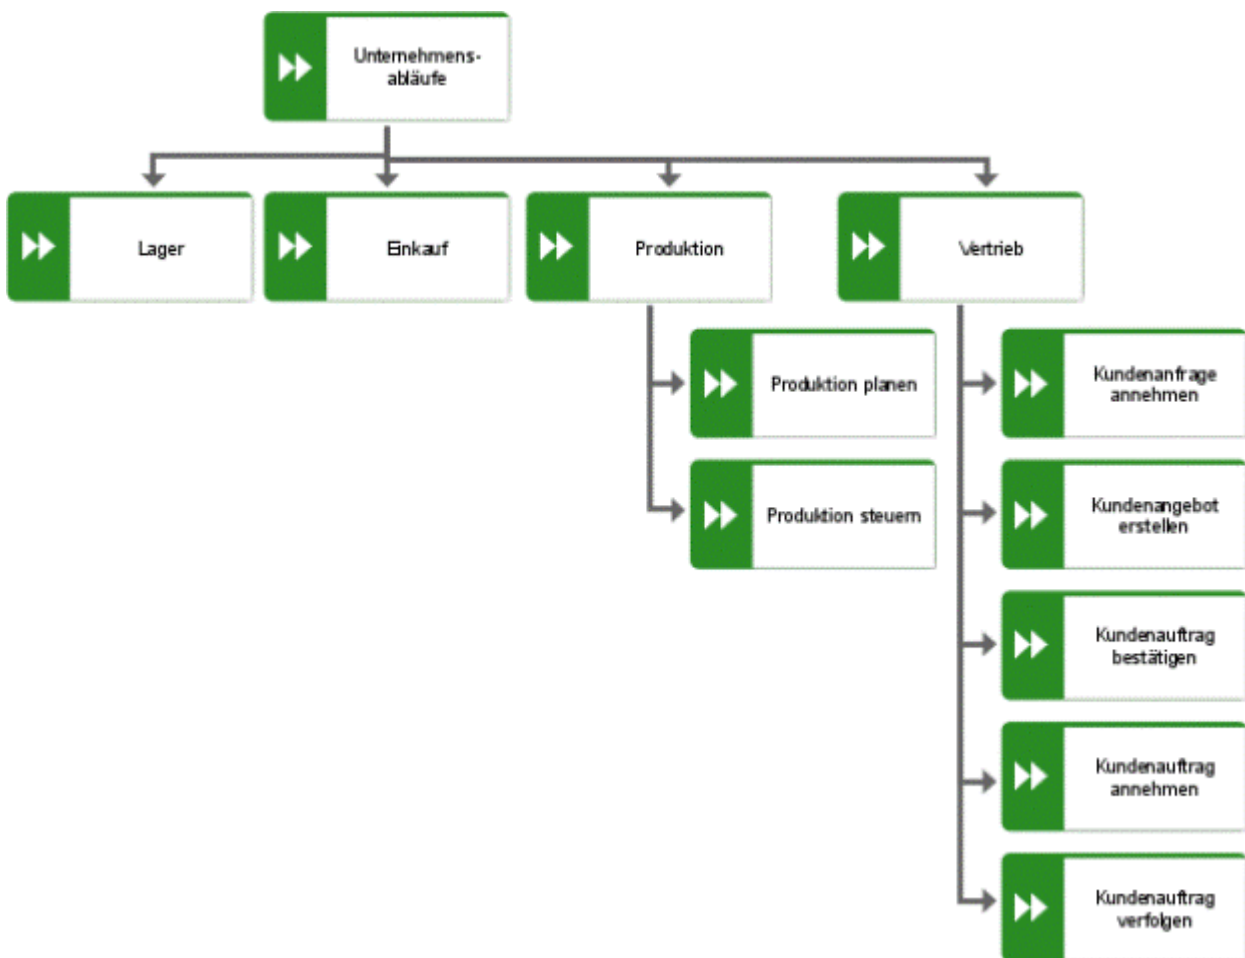 Unternehmens-
abläufe
Lager
Einkauf
Produktion
Vertrieb
Produktion planen
Produktion steuern
Kundenanfrage
annehmen
Kundenangebot
erstellen
Kundenauftrag
bestätigen
Kundenauftrag
annehmen
Kundenauftrag
verfolgen